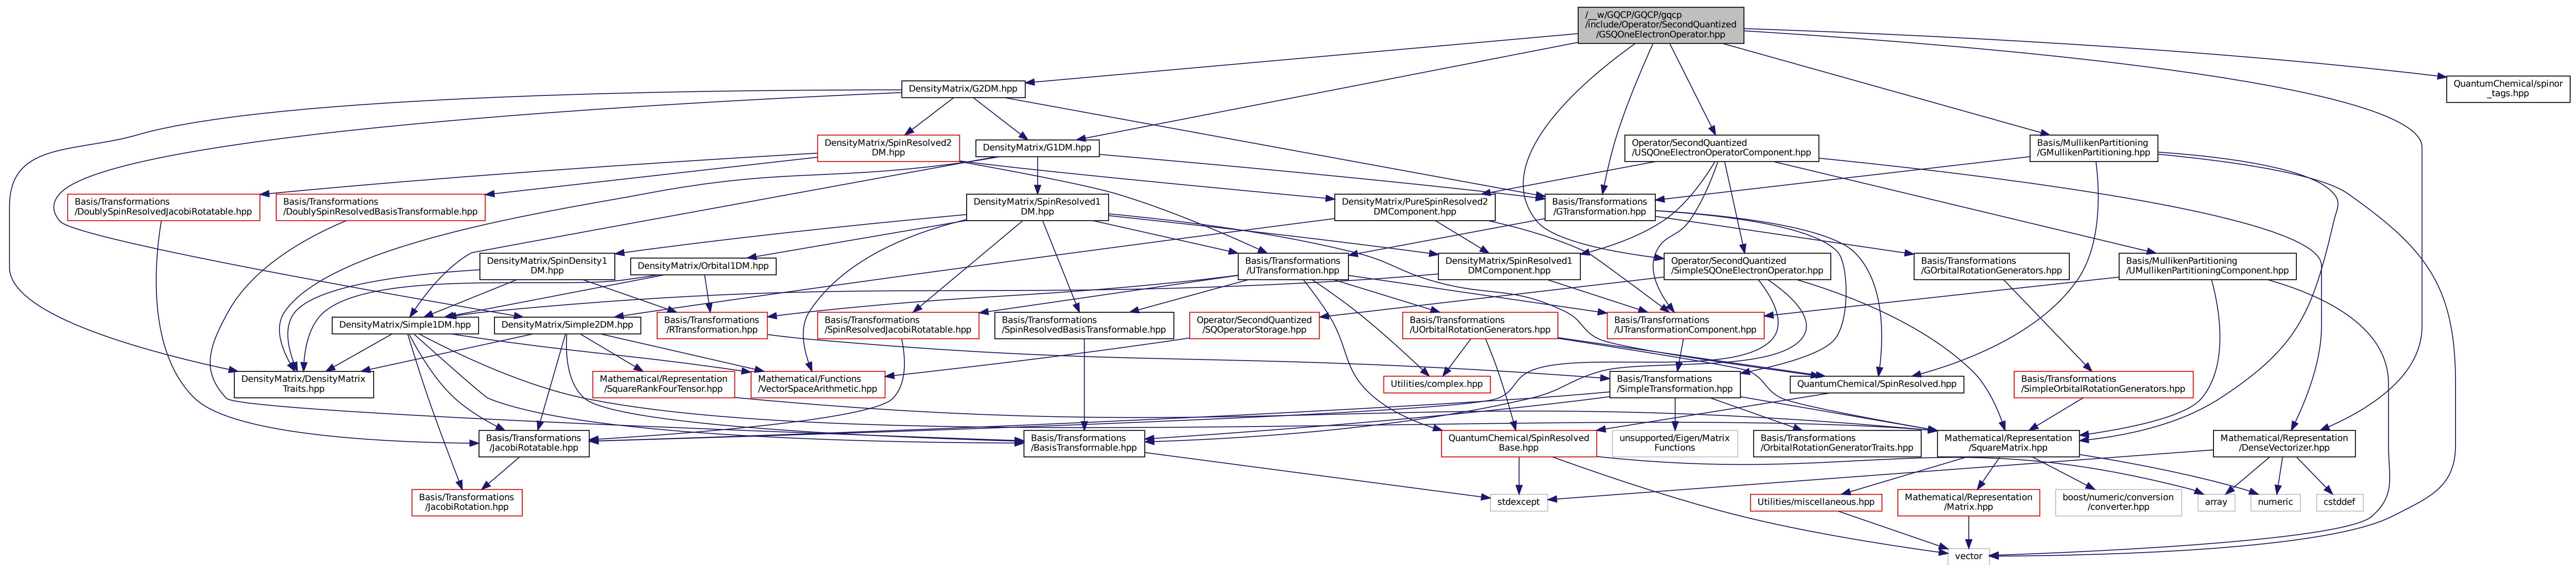 /__w/GQCP/GQCP/gqcp
/include/Operator/SecondQuantized
/GSQOneElectronOperator.hpp
DensityMatrix/G2DM.hpp
QuantumChemical/spinor
_tags.hpp
DensityMatrix/SpinResolved2
DM.hpp
DensityMatrix/G1DM.hpp
Operator/SecondQuantized
/USQOneElectronOperatorComponent.hpp
Basis/MullikenPartitioning
/GMullikenPartitioning.hpp
Basis/Transformations
/DoublySpinResolvedJacobiRotatable.hpp
Basis/Transformations
/DoublySpinResolvedBasisTransformable.hpp
DensityMatrix/SpinResolved1
DM.hpp
DensityMatrix/PureSpinResolved2
DMComponent.hpp
Basis/Transformations
/GTransformation.hpp
DensityMatrix/SpinDensity1
DM.hpp
DensityMatrix/Orbital1DM.hpp
Basis/Transformations
/UTransformation.hpp
DensityMatrix/SpinResolved1
DMComponent.hpp
Operator/SecondQuantized
/SimpleSQOneElectronOperator.hpp
Basis/Transformations
/GOrbitalRotationGenerators.hpp
Basis/MullikenPartitioning
/UMullikenPartitioningComponent.hpp
DensityMatrix/Simple1DM.hpp
DensityMatrix/Simple2DM.hpp
Basis/Transformations
/RTransformation.hpp
Basis/Transformations
/SpinResolvedJacobiRotatable.hpp
Basis/Transformations
/SpinResolvedBasisTransformable.hpp
Operator/SecondQuantized
/SQOperatorStorage.hpp
Basis/Transformations
/UOrbitalRotationGenerators.hpp
Basis/Transformations
/UTransformationComponent.hpp
DensityMatrix/DensityMatrix
Traits.hpp
Mathematical/Representation
/SquareRankFourTensor.hpp
Mathematical/Functions
/VectorSpaceArithmetic.hpp
Utilities/complex.hpp
Basis/Transformations
/SimpleTransformation.hpp
QuantumChemical/SpinResolved.hpp
Basis/Transformations
/SimpleOrbitalRotationGenerators.hpp
Basis/Transformations
/JacobiRotatable.hpp
Basis/Transformations
/BasisTransformable.hpp
QuantumChemical/SpinResolved
Base.hpp
unsupported/Eigen/Matrix
Functions
Basis/Transformations
/OrbitalRotationGeneratorTraits.hpp
Mathematical/Representation
/SquareMatrix.hpp
Mathematical/Representation
/DenseVectorizer.hpp
Basis/Transformations
/JacobiRotation.hpp
stdexcept
Utilities/miscellaneous.hpp
Mathematical/Representation
/Matrix.hpp
boost/numeric/conversion
/converter.hpp
array
numeric
cstddef
vector